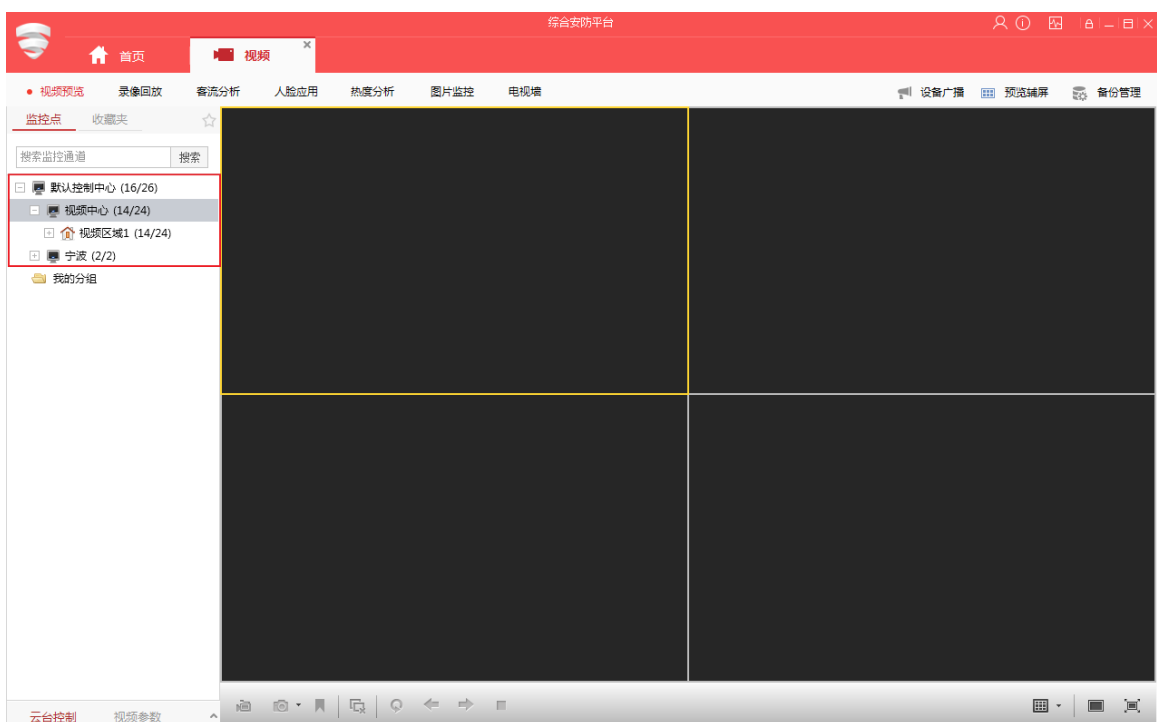 综合安防平台
首页
视频
视频预览 录像回放 客流分析 人脸应用 热度分析 图片监控 电视墙 设备广播 预览辅屏 备份管理
监控点 收藏夹
搜索监控通道 搜索
默认控制中心 (16/26)
视频中心 (14/24)
视频区域1 (14/24)
宁波 (2/2)
我的分组
云台控制 视频参数